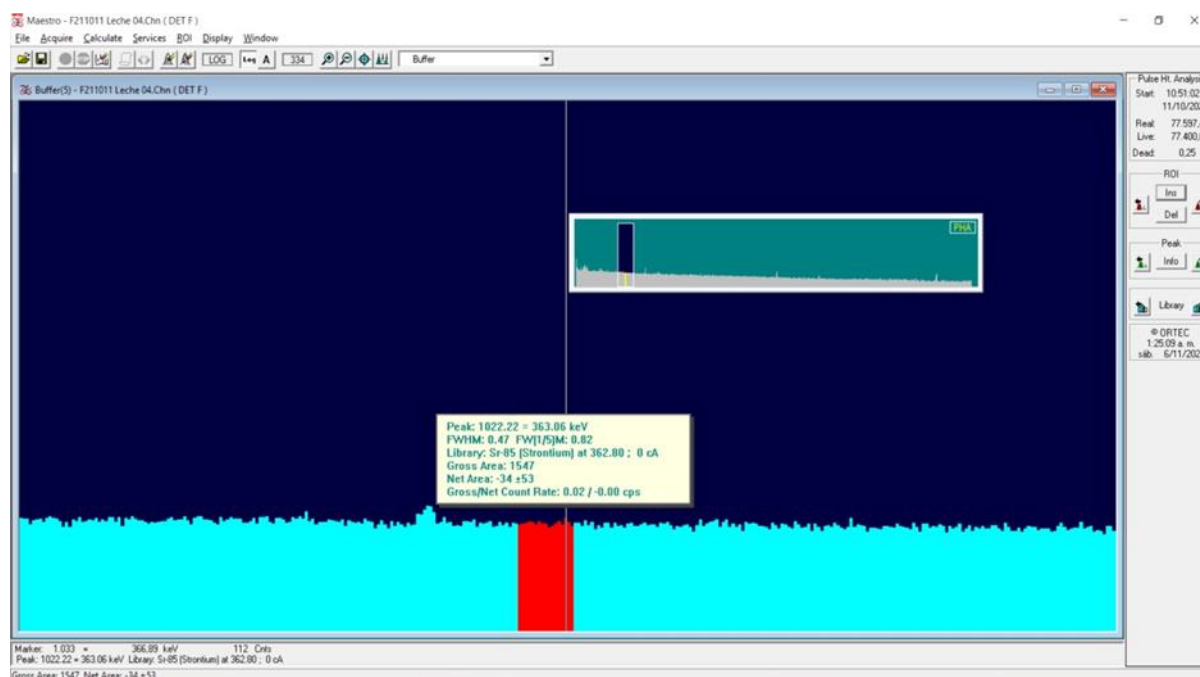 Maestro - F211011 Leche 04.Chn ( DET F )
File Acquire Calculate Services ROI Display Window
LOG Log A 334 Buffer
Buffer(5) - F211011 Leche 04.Chn ( DET F )
Pulse Ht. Analysi
Start: 10:51:02
11/10/202
Real: 77.597,
Live: 77.400,
Dead: 0,25
ROI
Ins
Del
Peak
Info
Library
© ORTEC
1:25:09 a. m.
sáb. 6/11/202
PHA
Peak: 1022.22 = 363.06 keV
FWHM: 0.47 FW(1/5)M: 0.82
Library: Sr-85 [Strontium] at 362.80 ; 0 cA
Gross Area: 1547
Net Area: -34 ±53
Gross/Net Count Rate: 0.02 / -0.00 cps
Marker: 1.033 = 366.89 keV 112 Cnts
Peak: 1022.22 = 363.06 keV Library: Sr-85 [Strontium] at 362.80 ; 0 cA
Gross Area: 1547 Net Area: -34 ±53